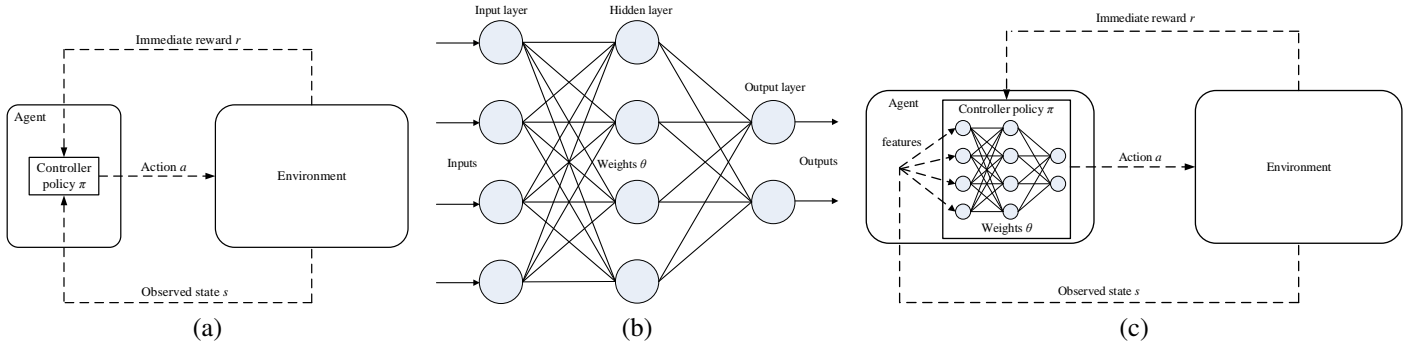 Immediate reward r
Agent
Controller
policy π
Action a
Environment
Observed state s
(a)
Input layer
Hidden layer
Output layer
Inputs
Weights θ
Outputs
(b)
Immediate reward r
Agent
Controller policy π
features
Action a
Environment
Weights θ
Observed state s
(c)